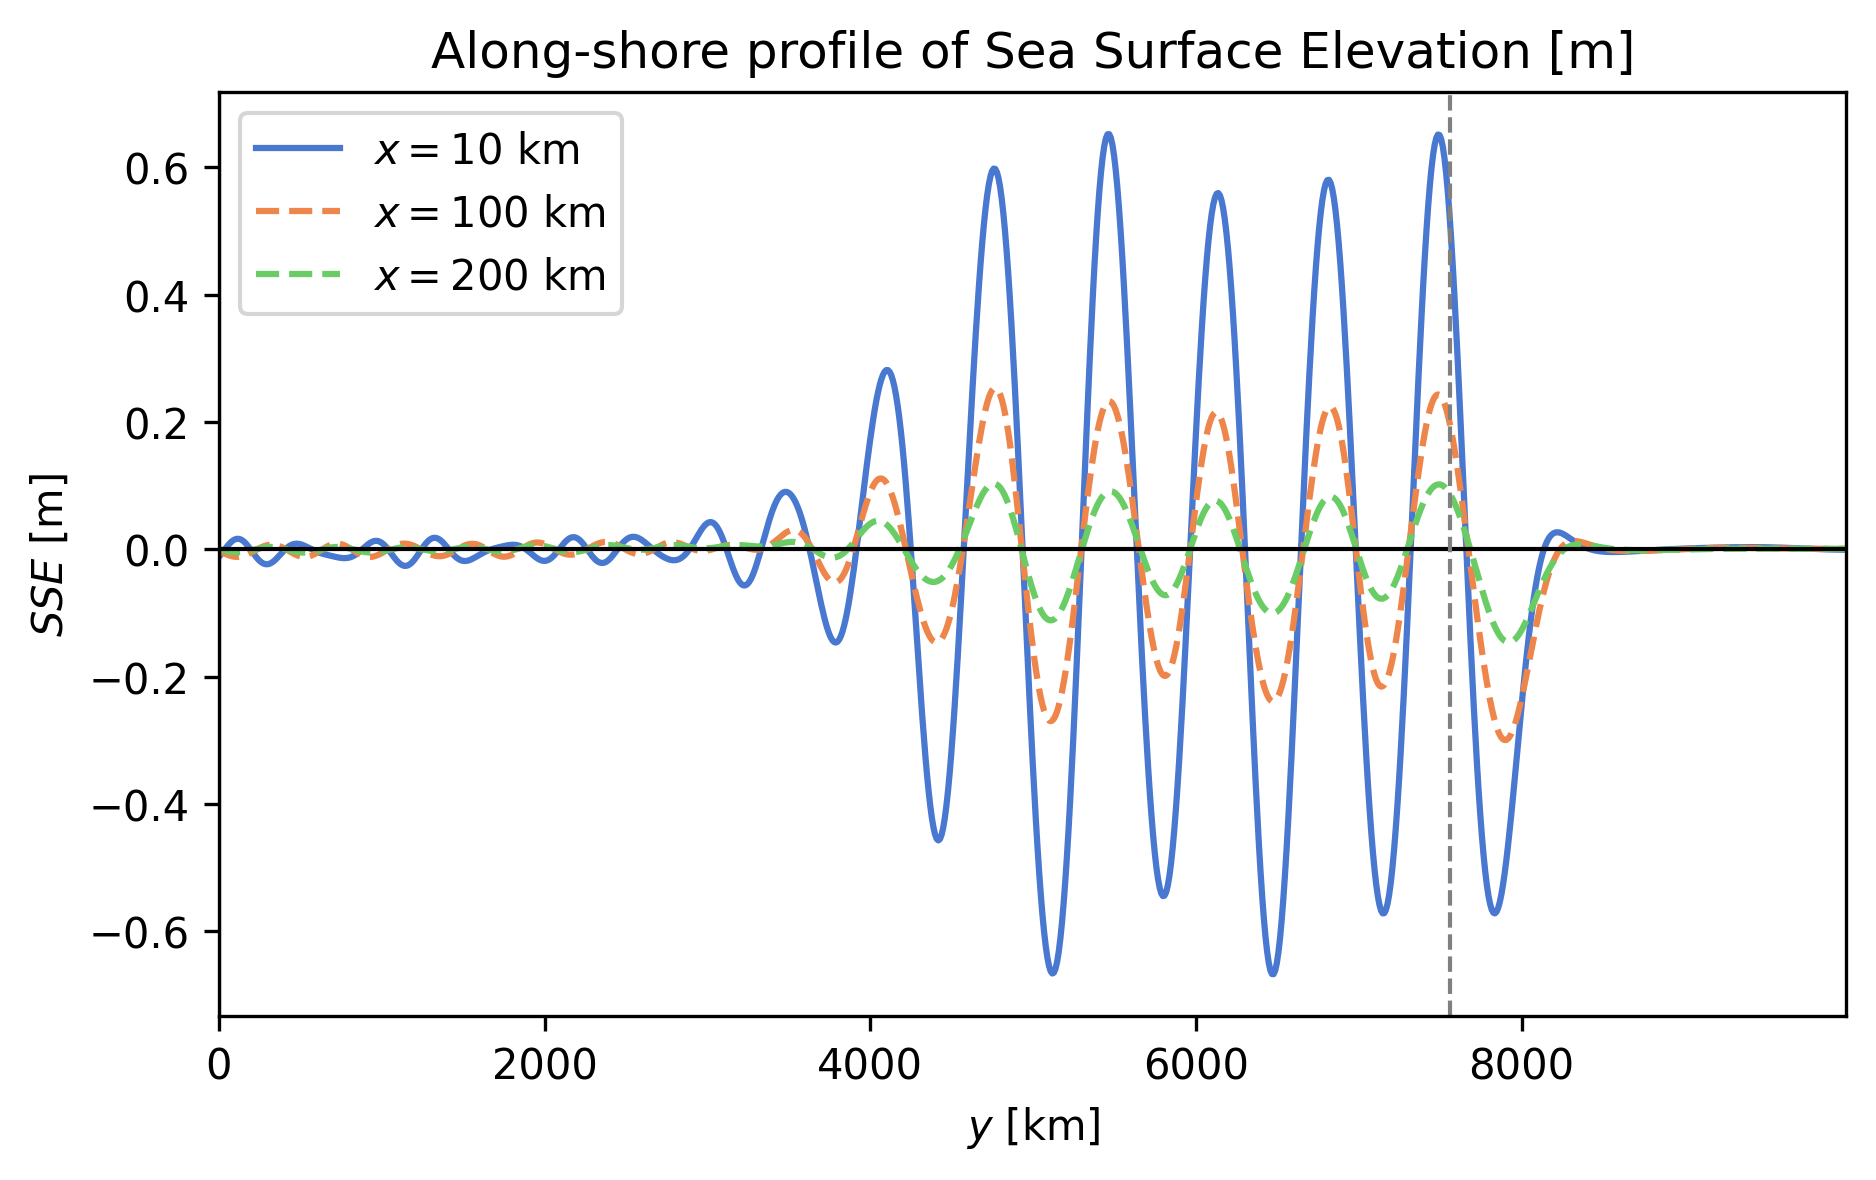 Along-shore profile of Sea Surface Elevation [m]
x = 10 km
x = 100 km
x = 200 km
0.6
0.4
0.2
0.0
−0.2
−0.4
−0.6
SSE [m]
0 2000 4000 6000 8000
y [km]